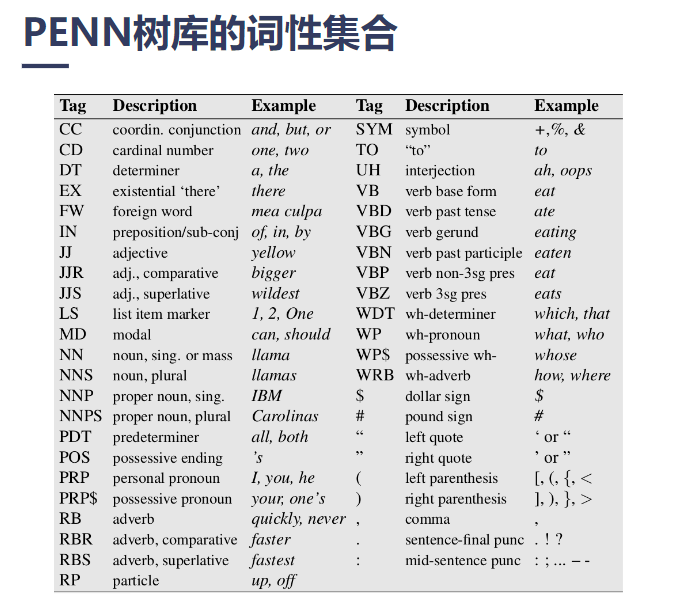 PENN树库的词性集合
Tag Description Example Tag Description Example
CC coordin. conjunction and, but, or SYM symbol +,%, &
CD cardinal number one, two TO “to” to
DT determiner a, the UH interjection ah, oops
EX existential ‘there’ there VB verb base form eat
FW foreign word mea culpa VBD verb past tense ate
IN preposition/sub-conj of, in, by VBG verb gerund eating
JJ adjective yellow VBN verb past participle eaten
JJR adj., comparative bigger VBP verb non-3sg pres eat
JJS adj., superlative wildest VBZ verb 3sg pres eats
LS list item marker 1, 2, One WDT wh-determiner which, that
MD modal can, should WP wh-pronoun what, who
NN noun, sing. or mass llama WP$ possessive wh- whose
NNS noun, plural llamas WRB wh-adverb how, where
NNP proper noun, sing. IBM $ dollar sign $
NNPS proper noun, plural Carolinas # pound sign #
PDT predeterminer all, both “ left quote ‘ or “
POS possessive ending ’s ” right quote ’ or ”
PRP personal pronoun I, you, he ( left parenthesis [, (, {, <
PRP$ possessive pronoun your, one’s ) right parenthesis ], ), }, >
RB adverb quickly, never , comma ,
RBR adverb, comparative faster . sentence-final punc . ! ?
RBS adverb, superlative fastest : mid-sentence punc : ; ... – -
RP particle up, off